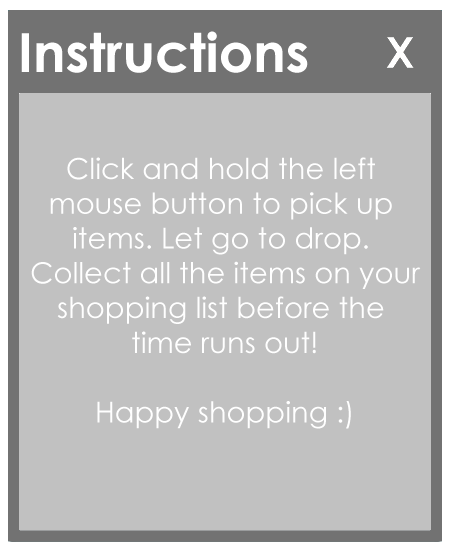 Instructions X
Click and hold the left
mouse button to pick up
items. Let go to drop.
Collect all the items on your
shopping list before the
time runs out!
Happy shopping :)